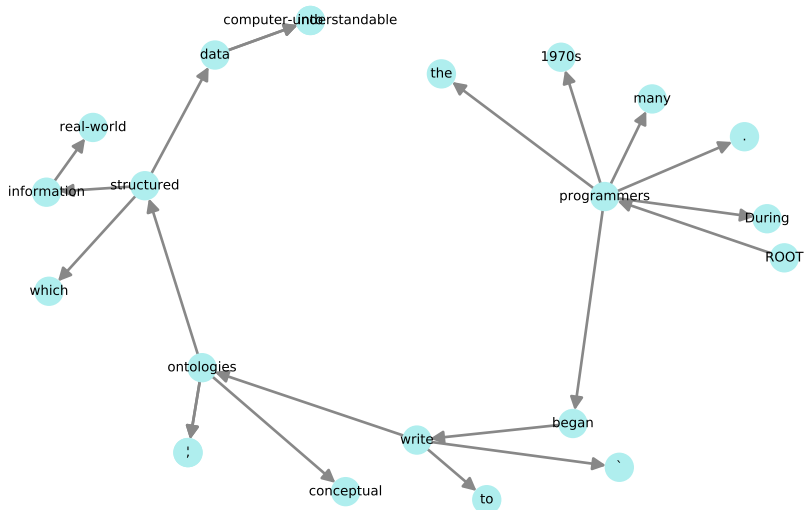 computer-understandable
into
data
1970s
the
many
real-world
.
structured
information
programmers
During
ROOT
which
ontologies
began
write
;
`
conceptual
to